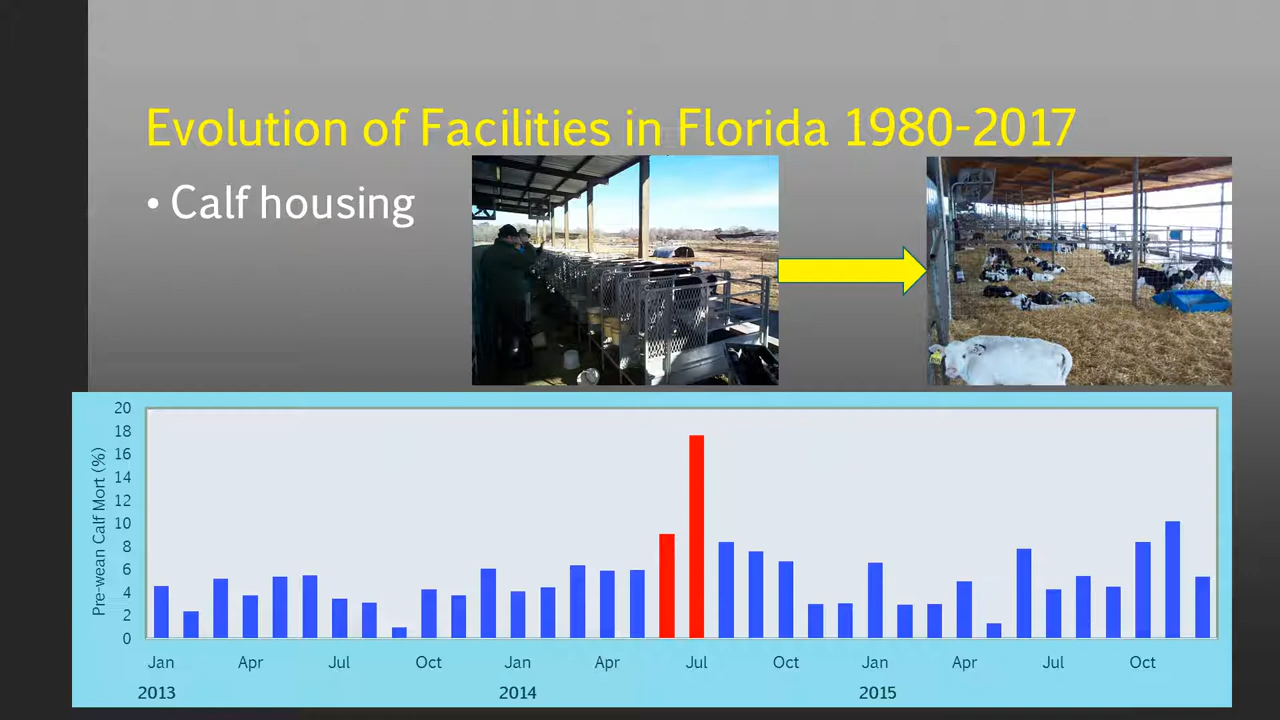 Evolution of Facilities in Florida 1980-2017
• Calf housing
Pre-wean Calf Mort (%)
20
18
16
14
12
10
8
6
4
2
0
Jan Apr Jul Oct Jan Apr Jul Oct Jan Apr Jul Oct
2013 2014 2015